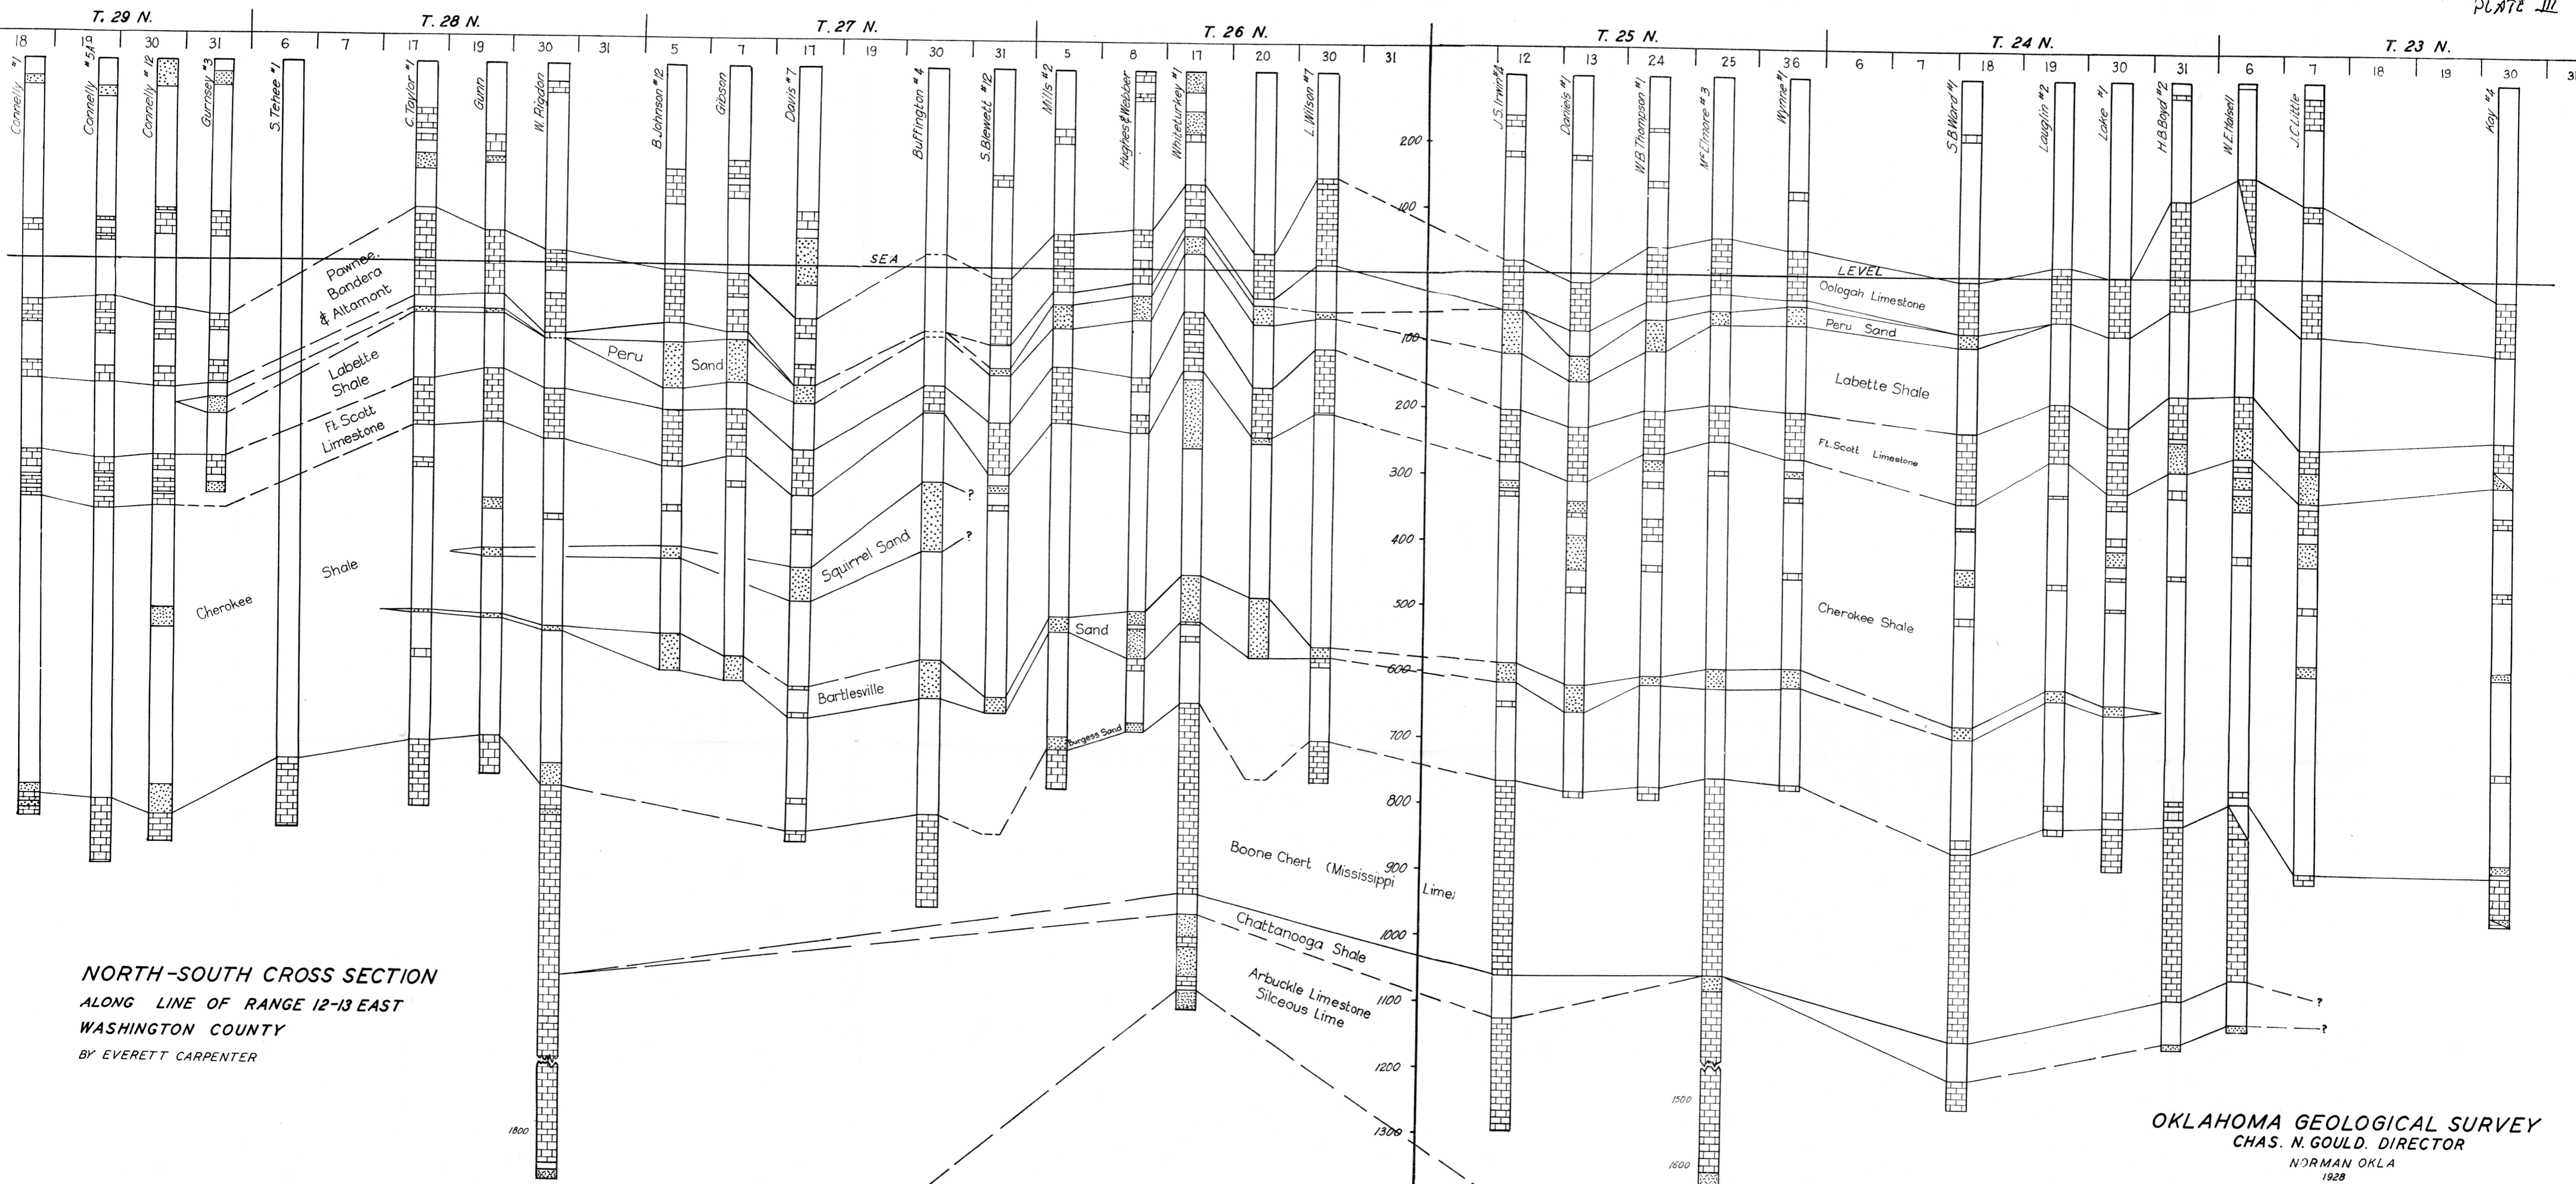 PLATE III
T. 29 N. T. 28 N. T. 27 N. T. 26 N. T. 25 N. T. 24 N. T. 23 N.
18 19 30 31 6 7 17 19 30 31 5 7 17 19 30 31 5 8 17 20 30 31 12 13 24 25 36 6 7 18 19 30 31 6 7 18 19 30
Connelly #1
Connelly #5A
Connelly #12
Gurnsey #3
S. Tehee #1
C. Taylor #1
Gunn
W. Rigdon
B. Johnson #12
Gibson
Davis #7
Buffington #4
S. Blewett #12
Mills #2
Hughes & Webber
Whiteturkey #1
L. Wilson #7
J.S. Irwin #4
Daniels #1
W.B. Thompson #1
McElmore #3
Wynne #1
S.B. Ward #1
Lauglin #2
Lake #1
H.B. Boyd #2
W.E. Halsell
J.C. Little
Kay #4
200
100
SEA LEVEL
100
200
300
400
500
600
700
800
900
1000
1100
1200
1300
Pawnee,
Bandera
& Altamont
Labette
Shale
Ft. Scott
Limestone
Cherokee Shale
Peru Sand
Squirrel Sand
?
?
Bartlesville Sand
Burgess Sand
Oologah Limestone
Peru Sand
Labette Shale
Ft. Scott Limestone
Cherokee Shale
Boone Chert (Mississippi Lime)
Chattanooga Shale
Arbuckle Limestone
Silceous Lime
?
?
1800
1500
1600
NORTH-SOUTH CROSS SECTION
ALONG LINE OF RANGE 12-13 EAST
WASHINGTON COUNTY
BY EVERETT CARPENTER
OKLAHOMA GEOLOGICAL SURVEY
CHAS. N. GOULD. DIRECTOR
NORMAN OKLA
1928